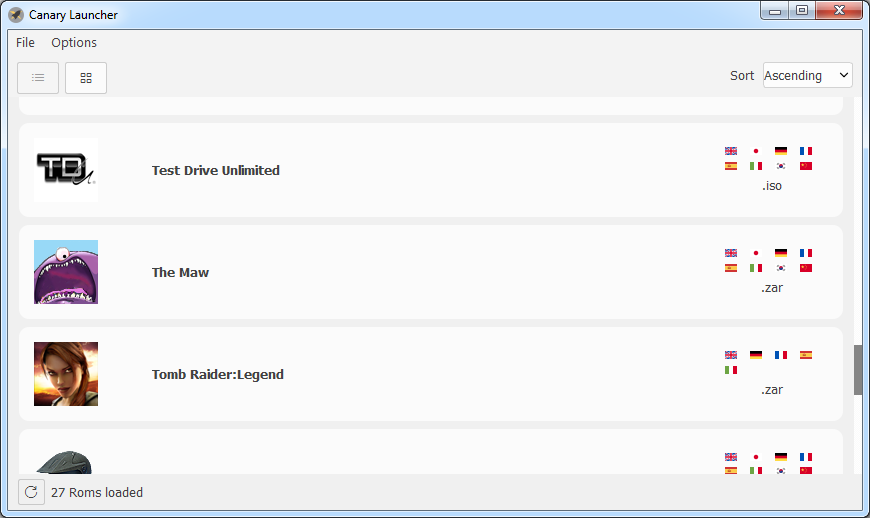 Canary Launcher
File Options
Sort Ascending
TDU
Test Drive Unlimited
.iso
The Maw
.zar
Tomb Raider:Legend
.zar
27 Roms loaded